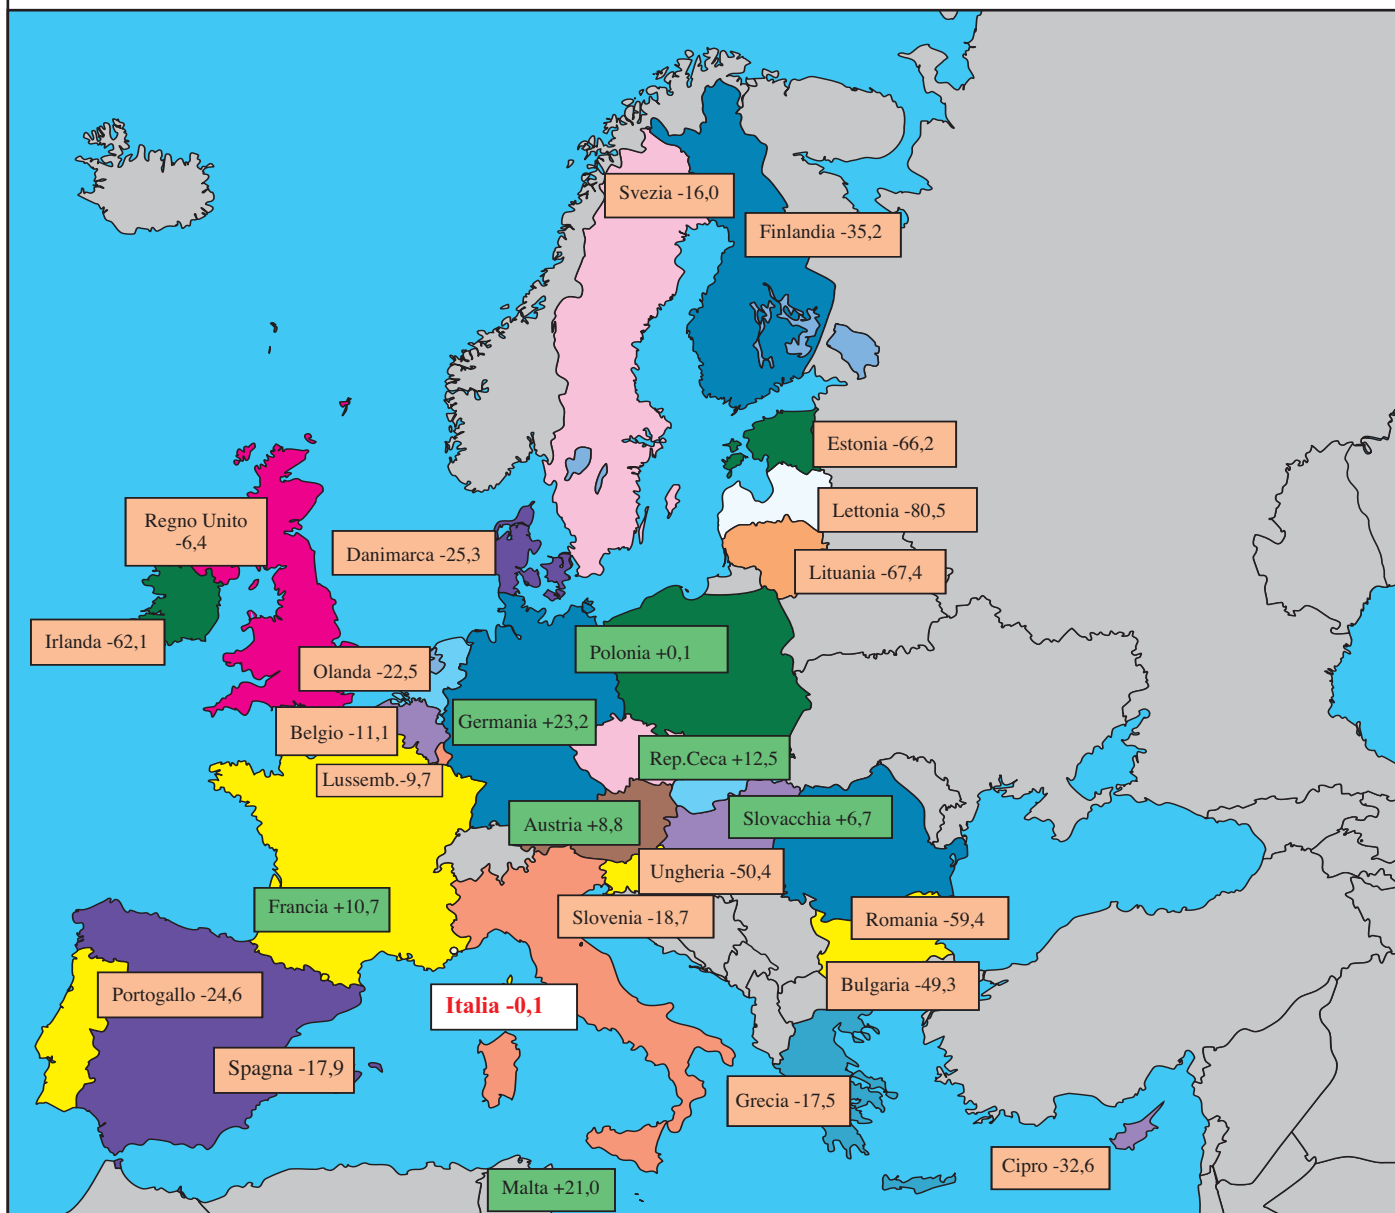 Svezia -16,0
Finlandia -35,2
Estonia -66,2
Lettonia -80,5
Regno Unito
-6,4
Danimarca -25,3
Lituania -67,4
Irlanda -62,1
Olanda -22,5
Polonia +0,1
Germania +23,2
Belgio -11,1
Rep.Ceca +12,5
Lussemb.-9,7
Austria +8,8
Slovacchia +6,7
Ungheria -50,4
Francia +10,7
Slovenia -18,7
Romania -59,4
Portogallo -24,6
Italia -0,1
Bulgaria -49,3
Spagna -17,9
Grecia -17,5
Cipro -32,6
Malta +21,0